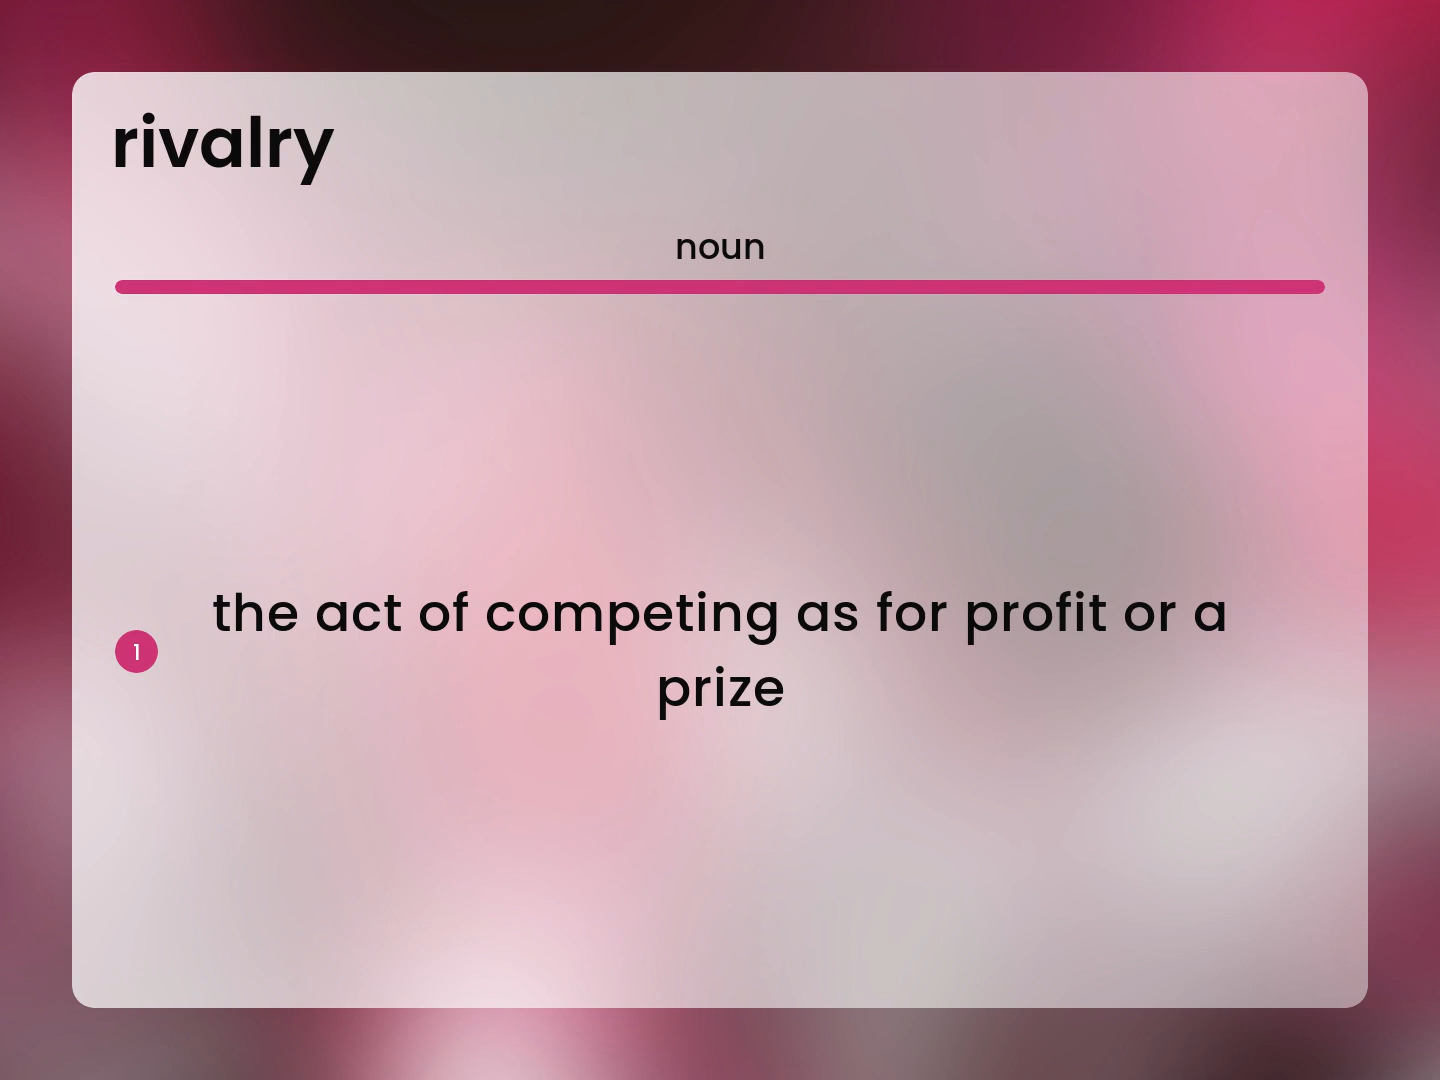 rivalry
noun
1
the act of competing as for profit or a
prize